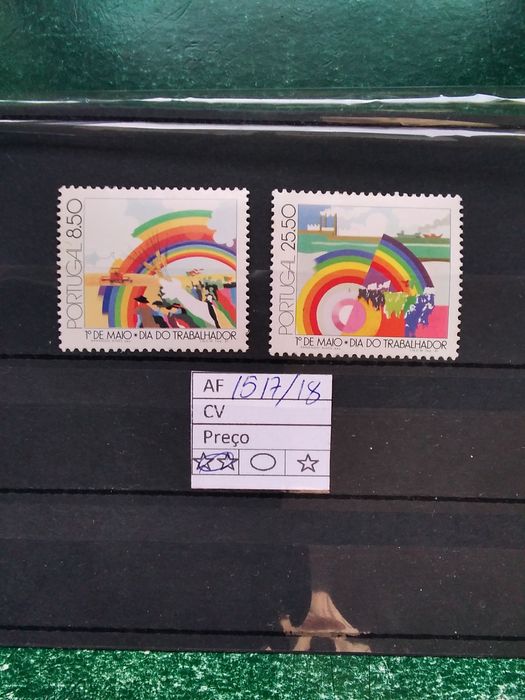 PORTUGAL 8.50
1º DE MAIO • DIA DO TRABALHADOR
PORTUGAL 25.50
1º DE MAIO • DIA DO TRABALHADOR
AF 1517/18
CV
Preço